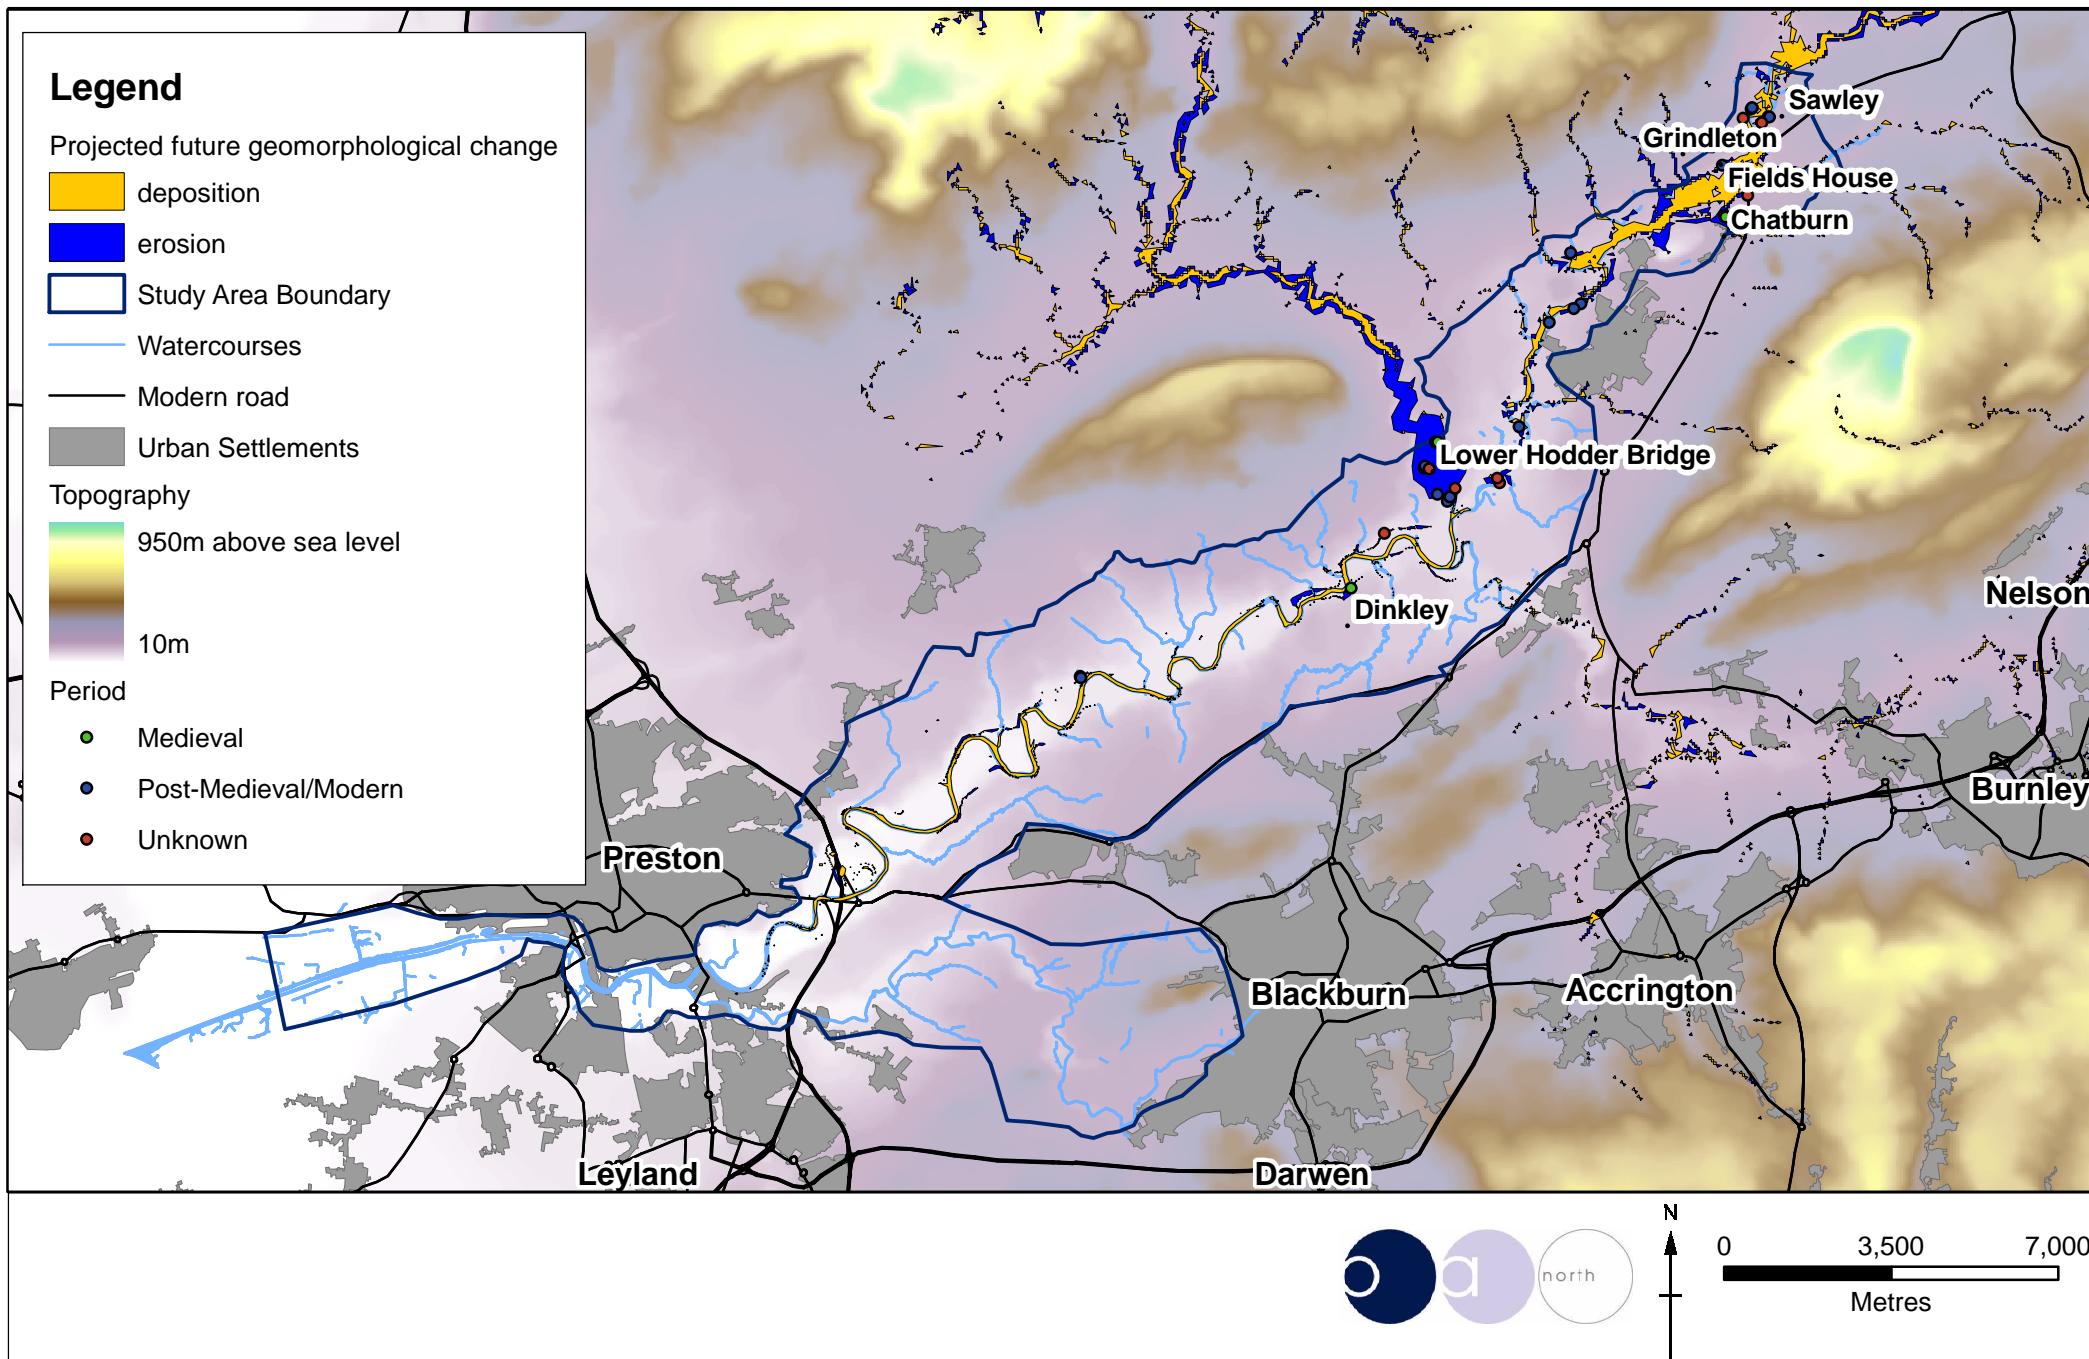 Legend
Projected future geomorphological change
deposition
erosion
Study Area Boundary
Watercourses
Modern road
Urban Settlements
Topography
950m above sea level
10m
Period
Medieval
Post-Medieval/Modern
Unknown
Sawley
Grindleton
Fields House
Chatburn
Lower Hodder Bridge
Dinkley
Nelson
Burnley
Preston
Blackburn
Accrington
Leyland
Darwen
o a north
N
0 3,500 7,000
Metres